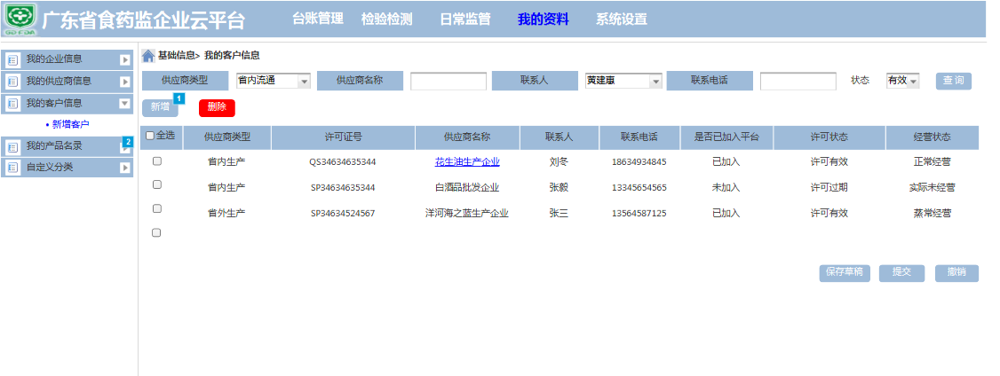 广东省食药监企业云平台 台账管理 检验检测 日常监管 我的资料 系统设置
GD FDA
我的企业信息
我的供应商信息
我的客户信息
• 新增客户
我的产品名录 2
自定义分类
基础信息> 我的客户信息
供应商类型 省内流通 供应商名称 联系人 黄建惠 联系电话 状态 有效 查 询
新增 1 删除
全选 供应商类型 许可证号 供应商名称 联系人 联系电话 是否已加入平台 许可状态 经营状态
省内生产 QS34634635344 花生油生产企业 刘冬 18634934845 已加入 许可有效 正常经营
省内生产 SP34634635344 白酒品批发企业 张毅 13345654565 未加入 许可过期 实际未经营
省外生产 SP34634524567 洋河海之蓝生产企业 张三 13564587125 已加入 许可有效 蒸常经营
保存草稿 提交 撤销